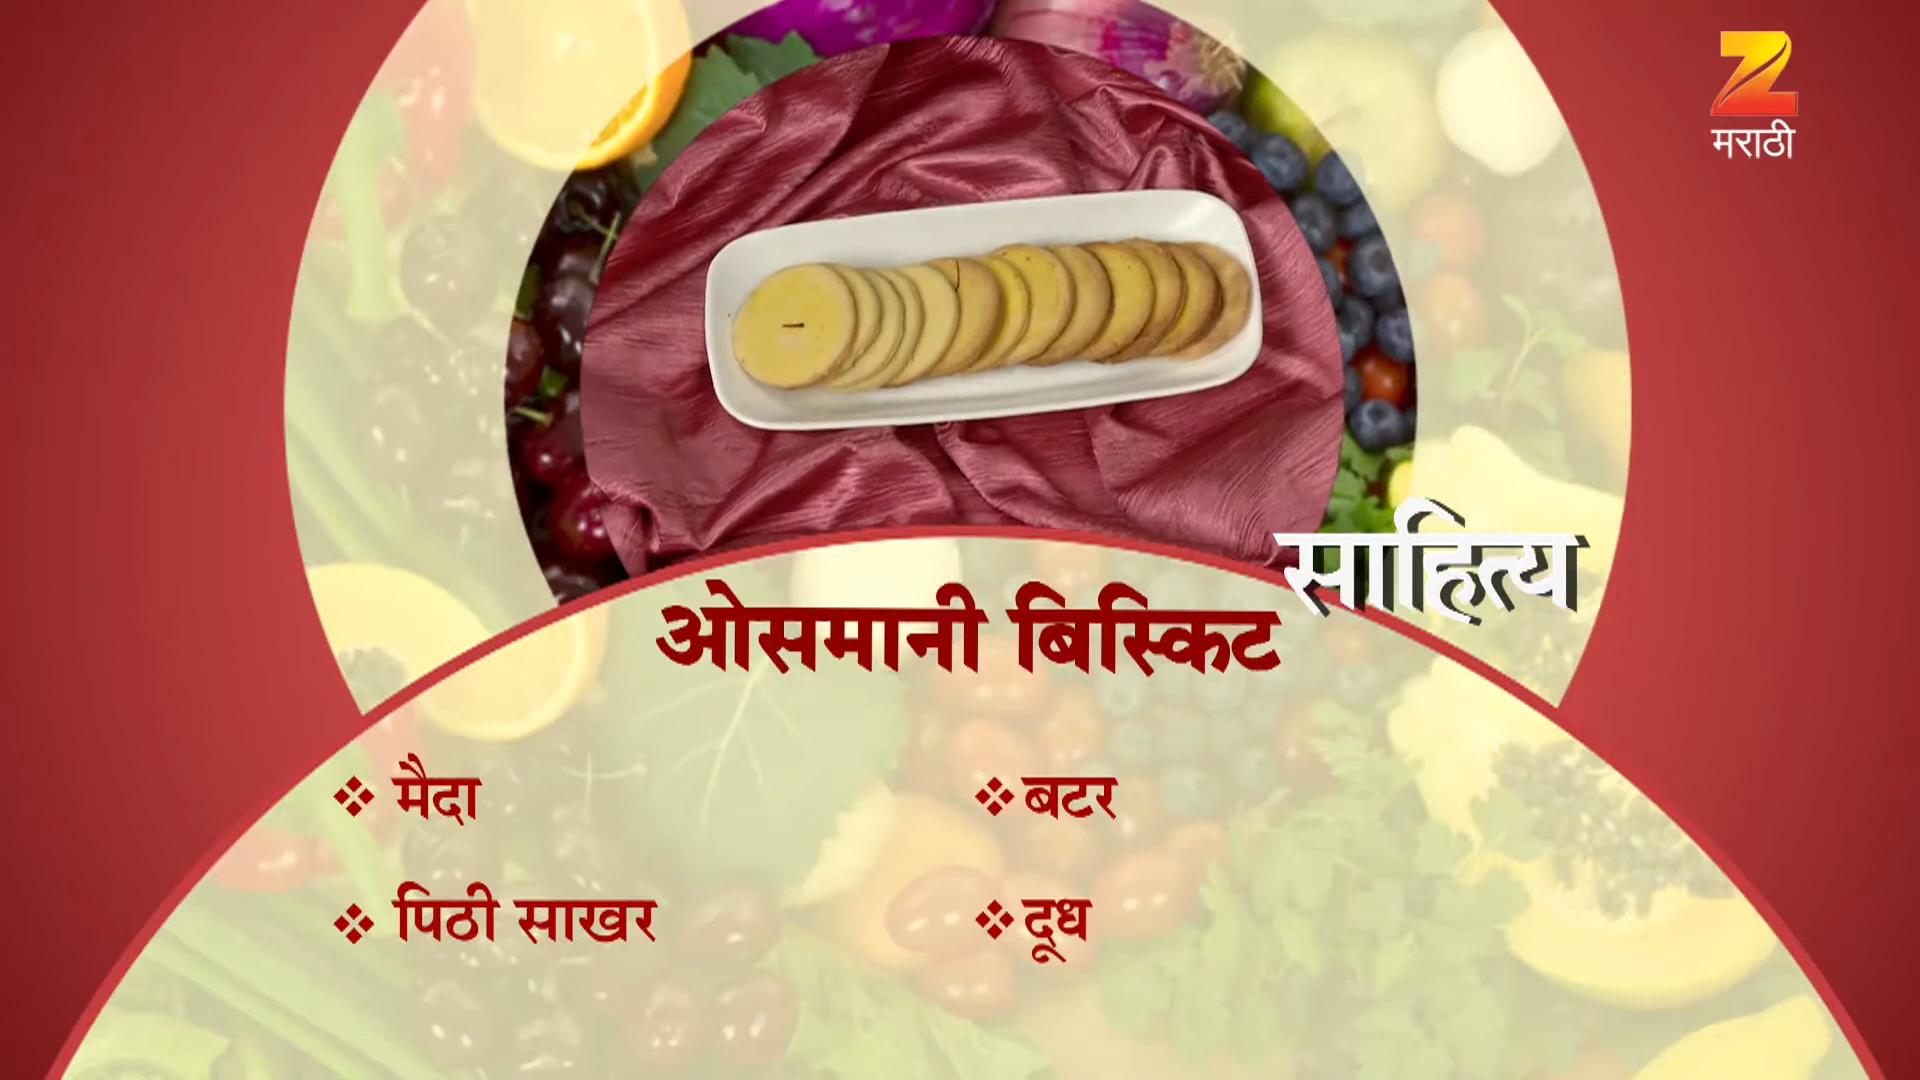 मराठी
साहित्य
ओसमानी बिस्किट
❖ मैदा
❖ बटर
❖ पिठी साखर
❖ दूध